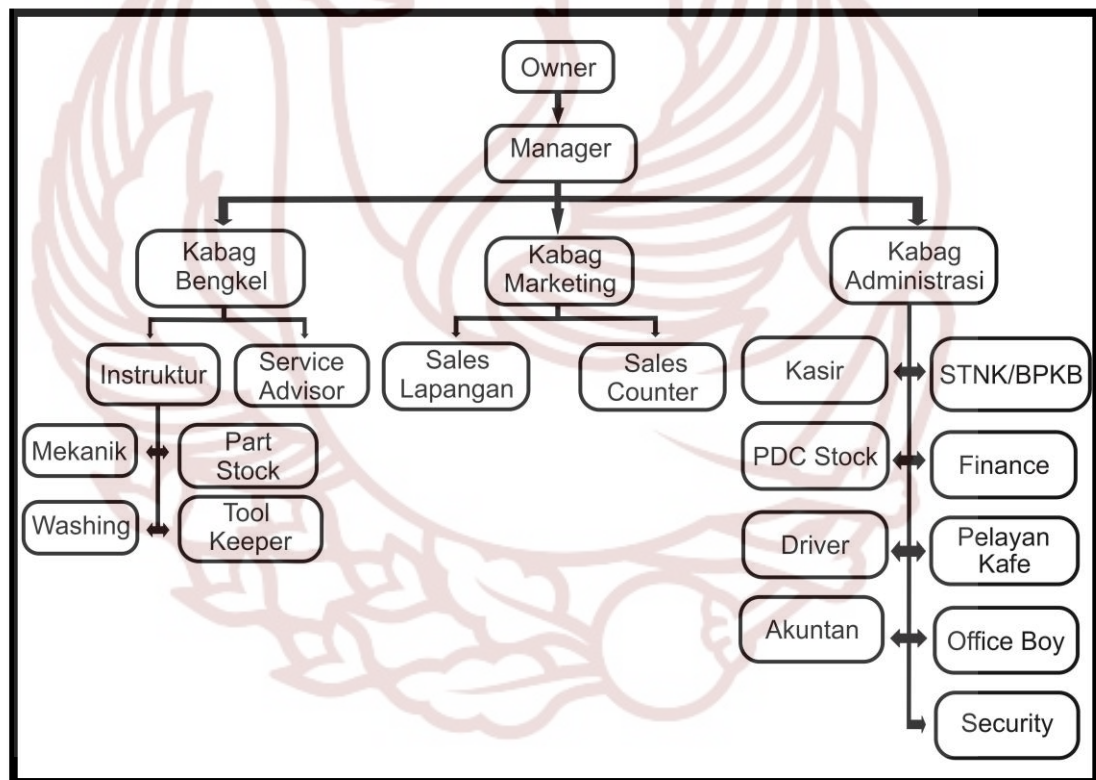 Owner
Manager
Kabag
Bengkel
Kabag
Marketing
Kabag
Administrasi
Instruktur
Service
Advisor
Sales
Lapangan
Sales
Counter
Kasir
STNK/BPKB
Mekanik
Part
Stock
PDC Stock
Finance
Washing
Tool
Keeper
Driver
Pelayan
Kafe
Akuntan
Office Boy
Security